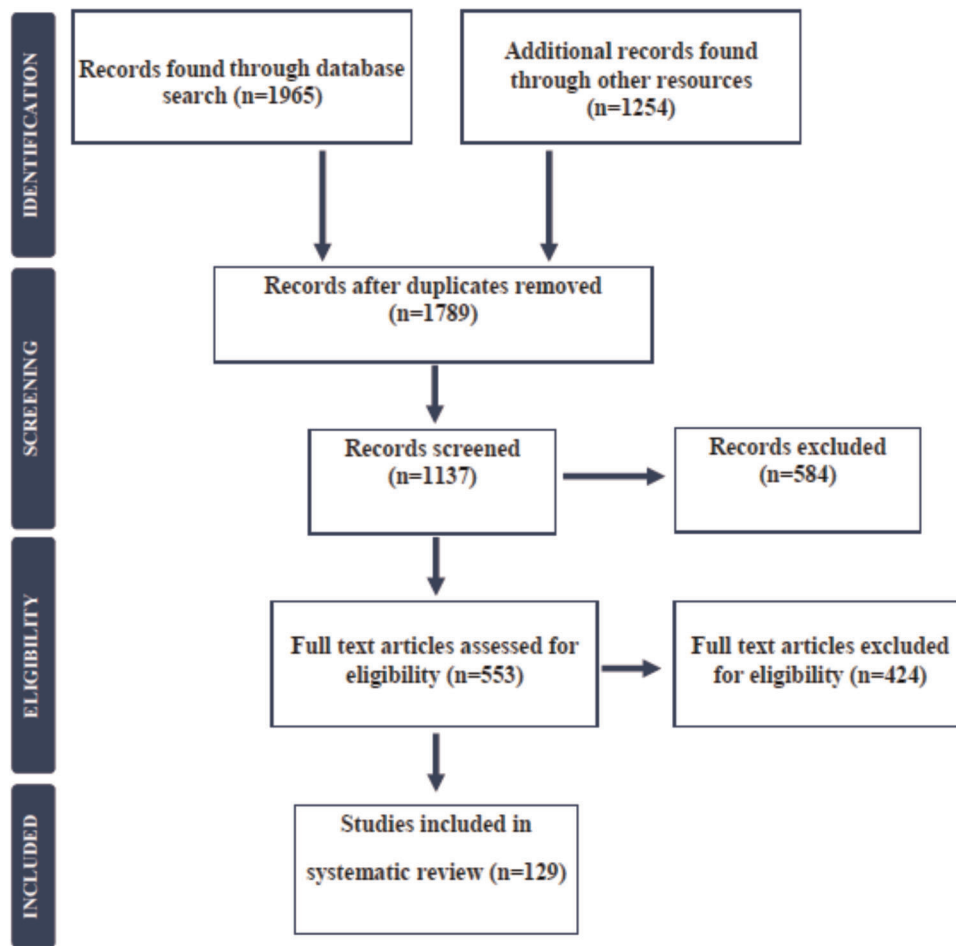 IDENTIFICATION
Records found through database
search (n=1965)
Additional records found
through other resources
(n=1254)
SCREENING
Records after duplicates removed
(n=1789)
Records screened
(n=1137)
Records excluded
(n=584)
ELIGIBILITY
Full text articles assessed for
eligibility (n=553)
Full text articles excluded
for eligibility (n=424)
INCLUDED
Studies included in
systematic review (n=129)